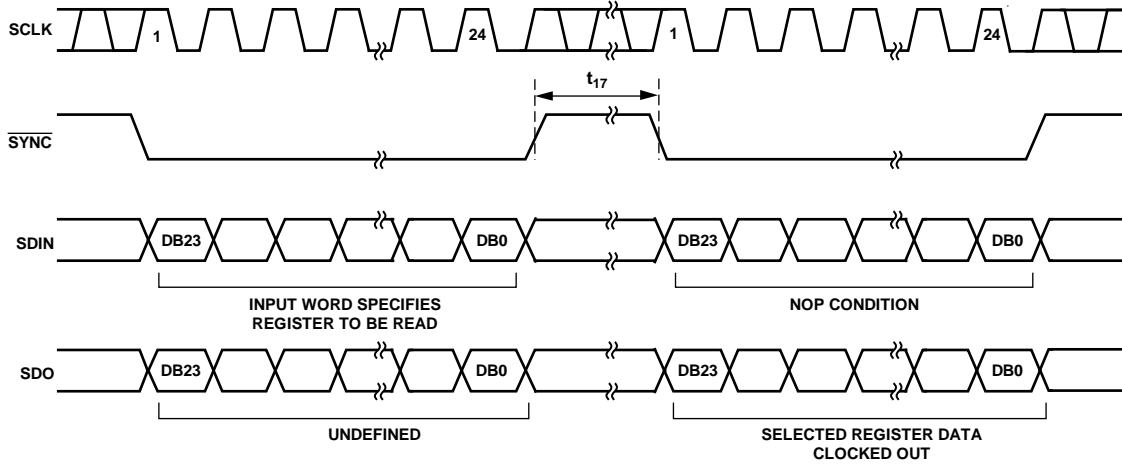 SCLK
1
24
1
24
t17
SYNC
SDIN
DB23
DB0
DB23
DB0
INPUT WORD SPECIFIES
REGISTER TO BE READ
NOP CONDITION
SDO
DB23
DB0
DB23
DB0
UNDEFINED
SELECTED REGISTER DATA
CLOCKED OUT